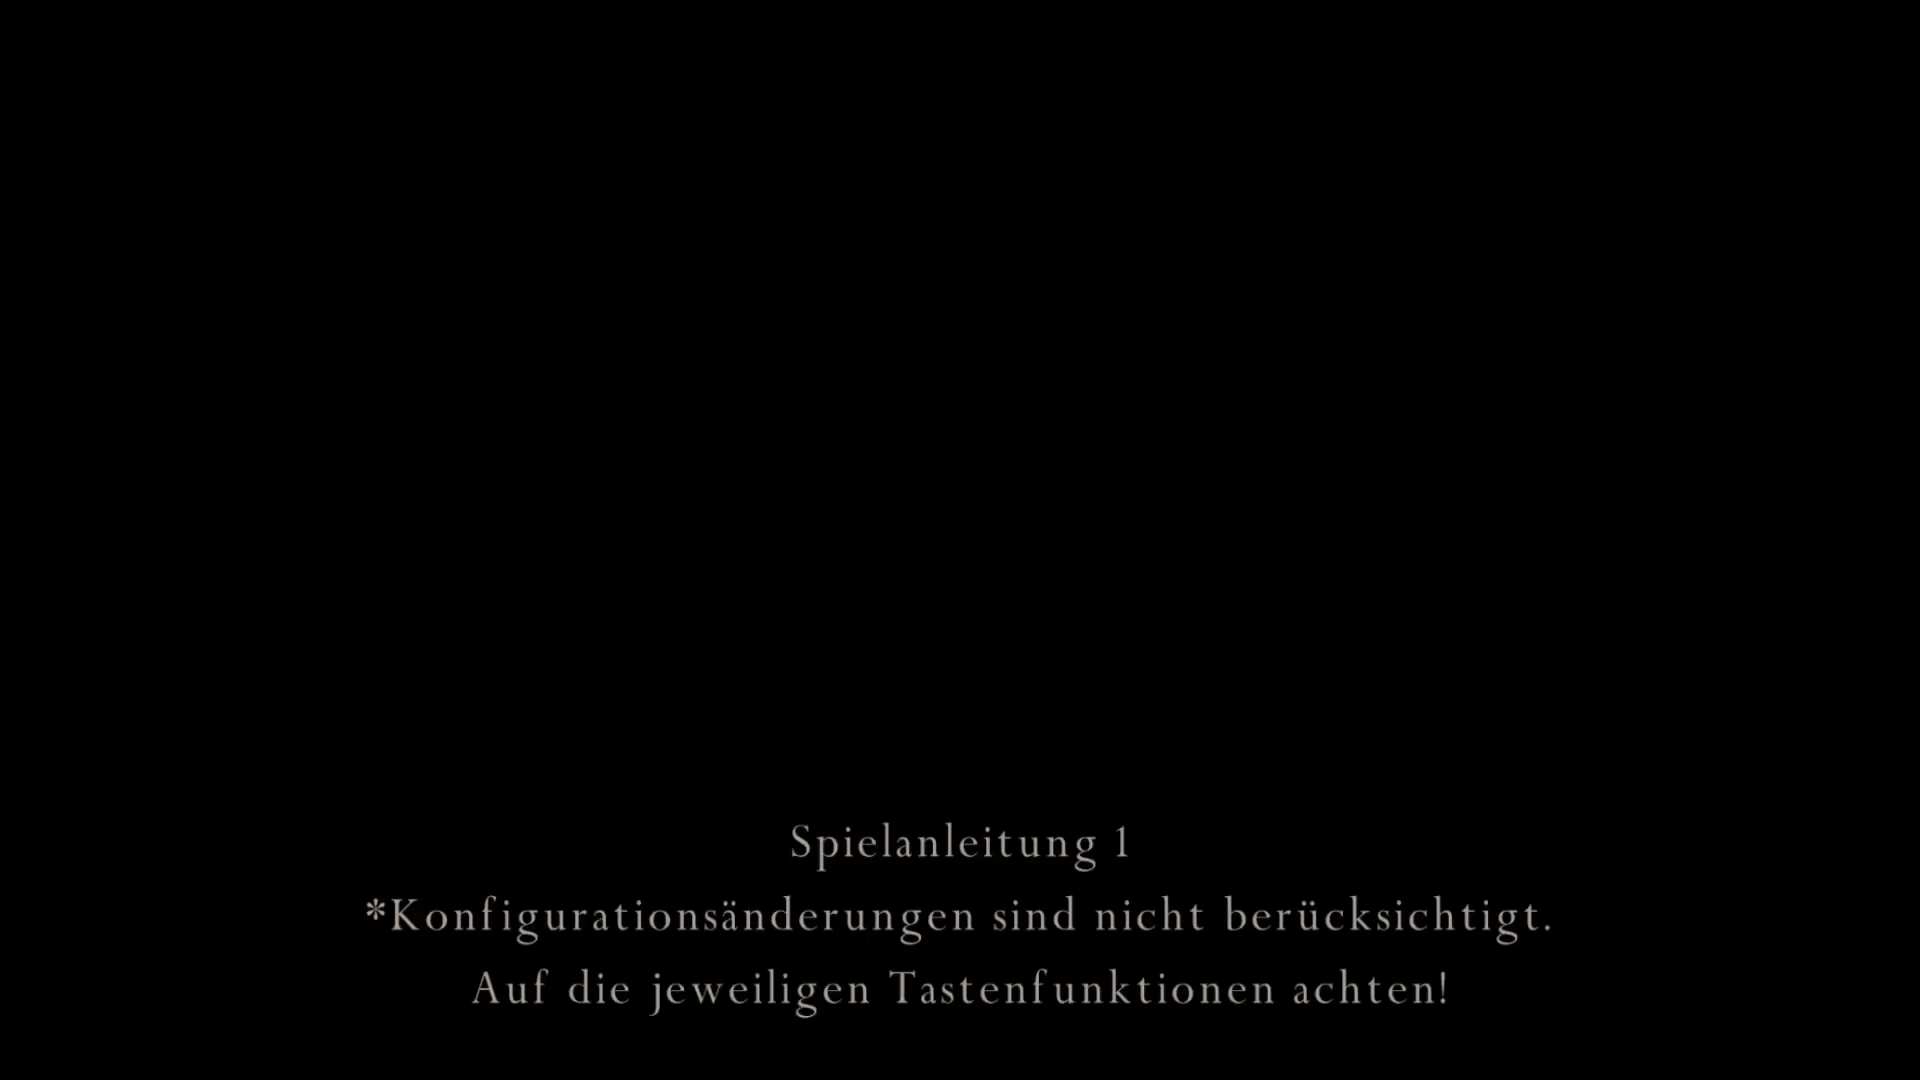 Spielanleitung 1
*Konfigurationsänderungen sind nicht berücksichtigt.
Auf die jeweiligen Tastenfunktionen achten!